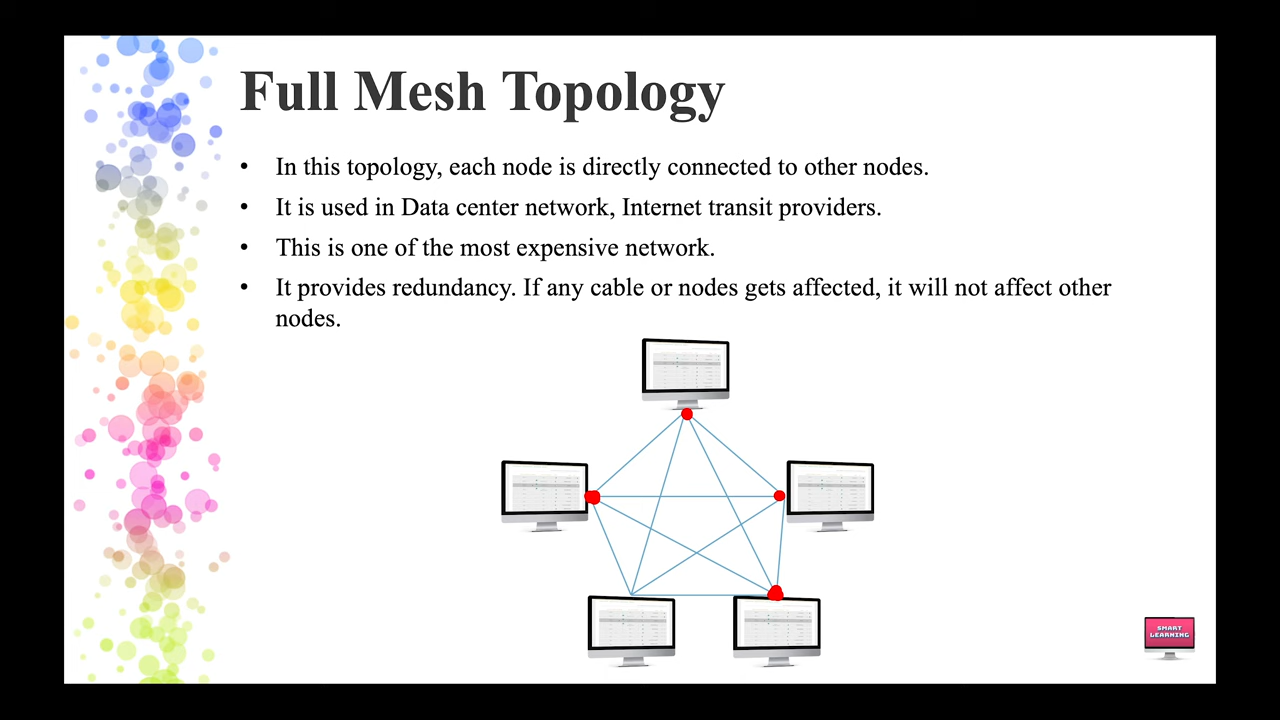 Full Mesh Topology
• In this topology, each node is directly connected to other nodes.
• It is used in Data center network, Internet transit providers.
• This is one of the most expensive network.
• It provides redundancy. If any cable or nodes gets affected, it will not affect other
nodes.
SMART
LEARNING